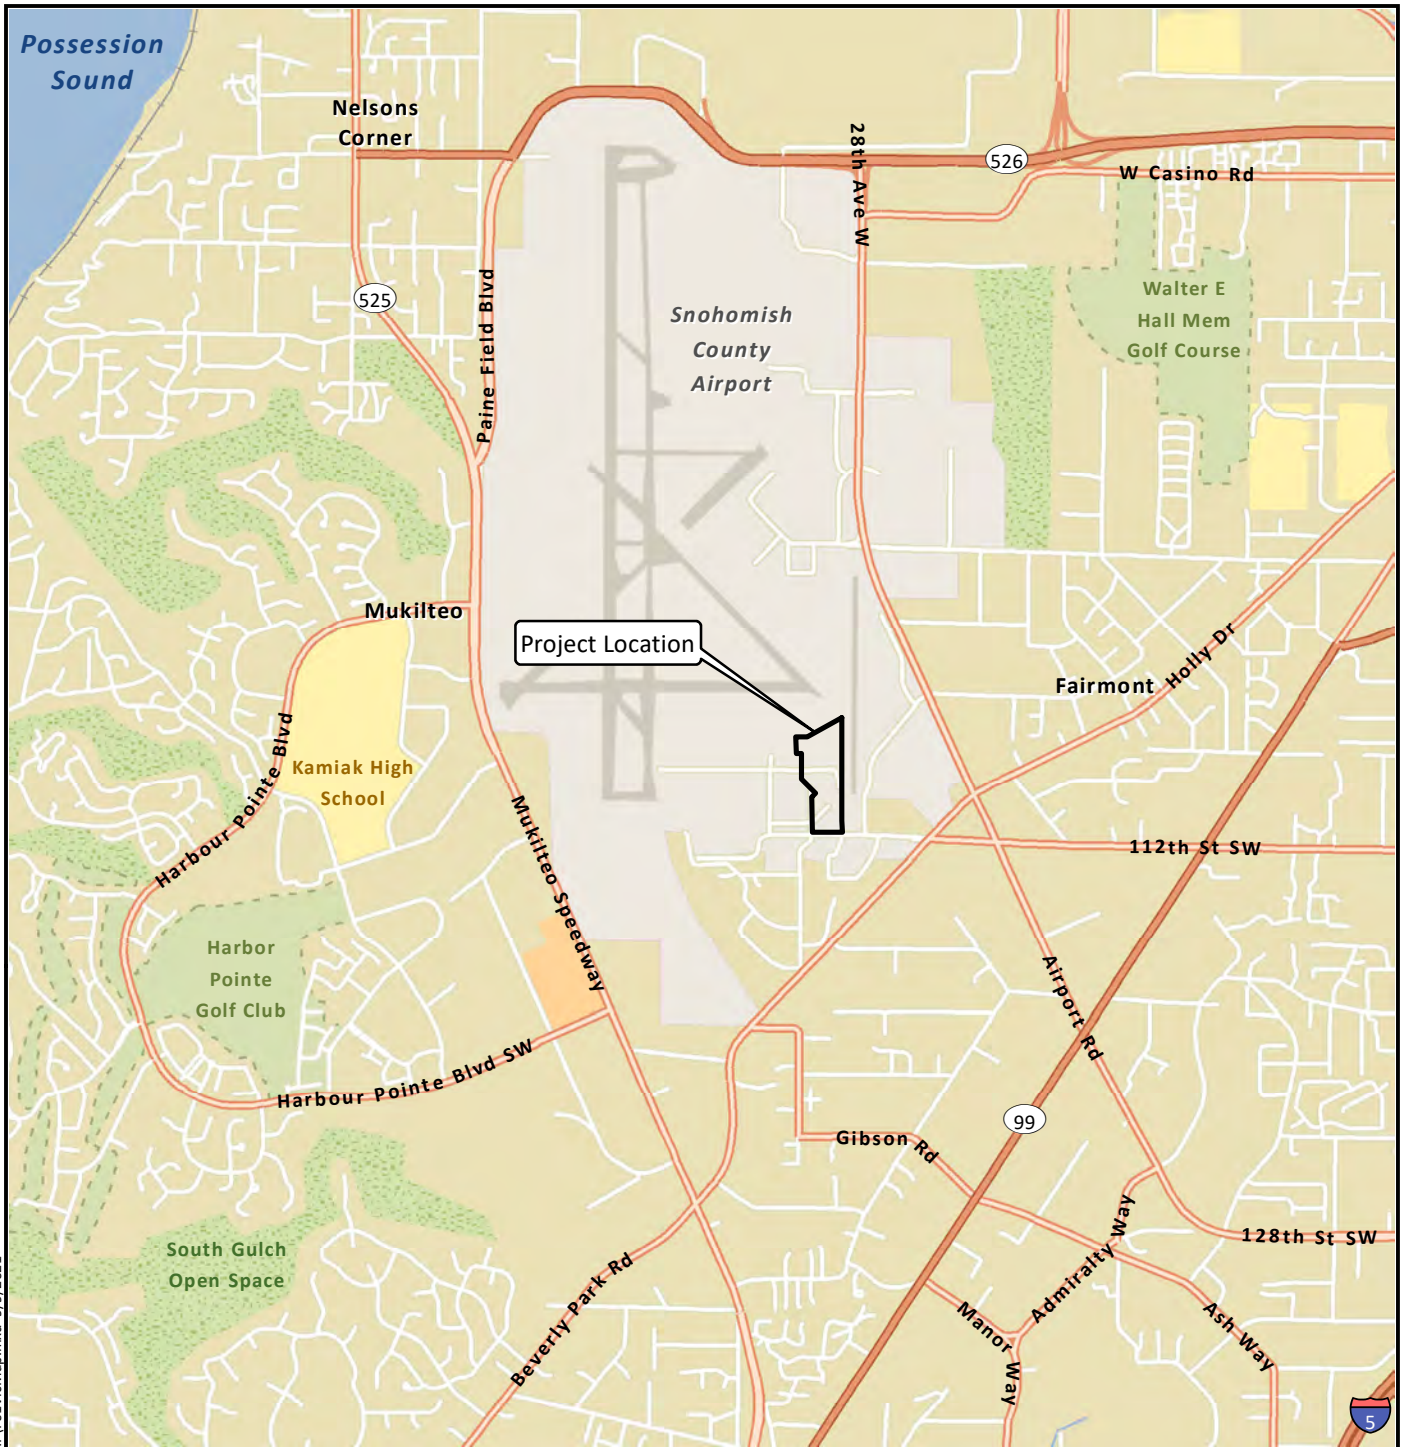 Possession
Sound
Nelsons
Corner
28th Ave W
526
W Casino Rd
525
Paine Field Blvd
Snohomish
County
Airport
Walter E
Hall Mem
Golf Course
Mukilteo
Project Location
Fairmont
Holly Dr
Harbour Pointe Blvd
Kamiak High
School
Mukilteo Speedway
112th St SW
Harbor
Pointe
Golf Club
Airport Rd
Harbour Pointe Blvd SW
99
Gibson Rd
South Gulch
Open Space
Beverly Park Rd
Admiralty Way
128th St SW
Manor Way
Ash Way
5